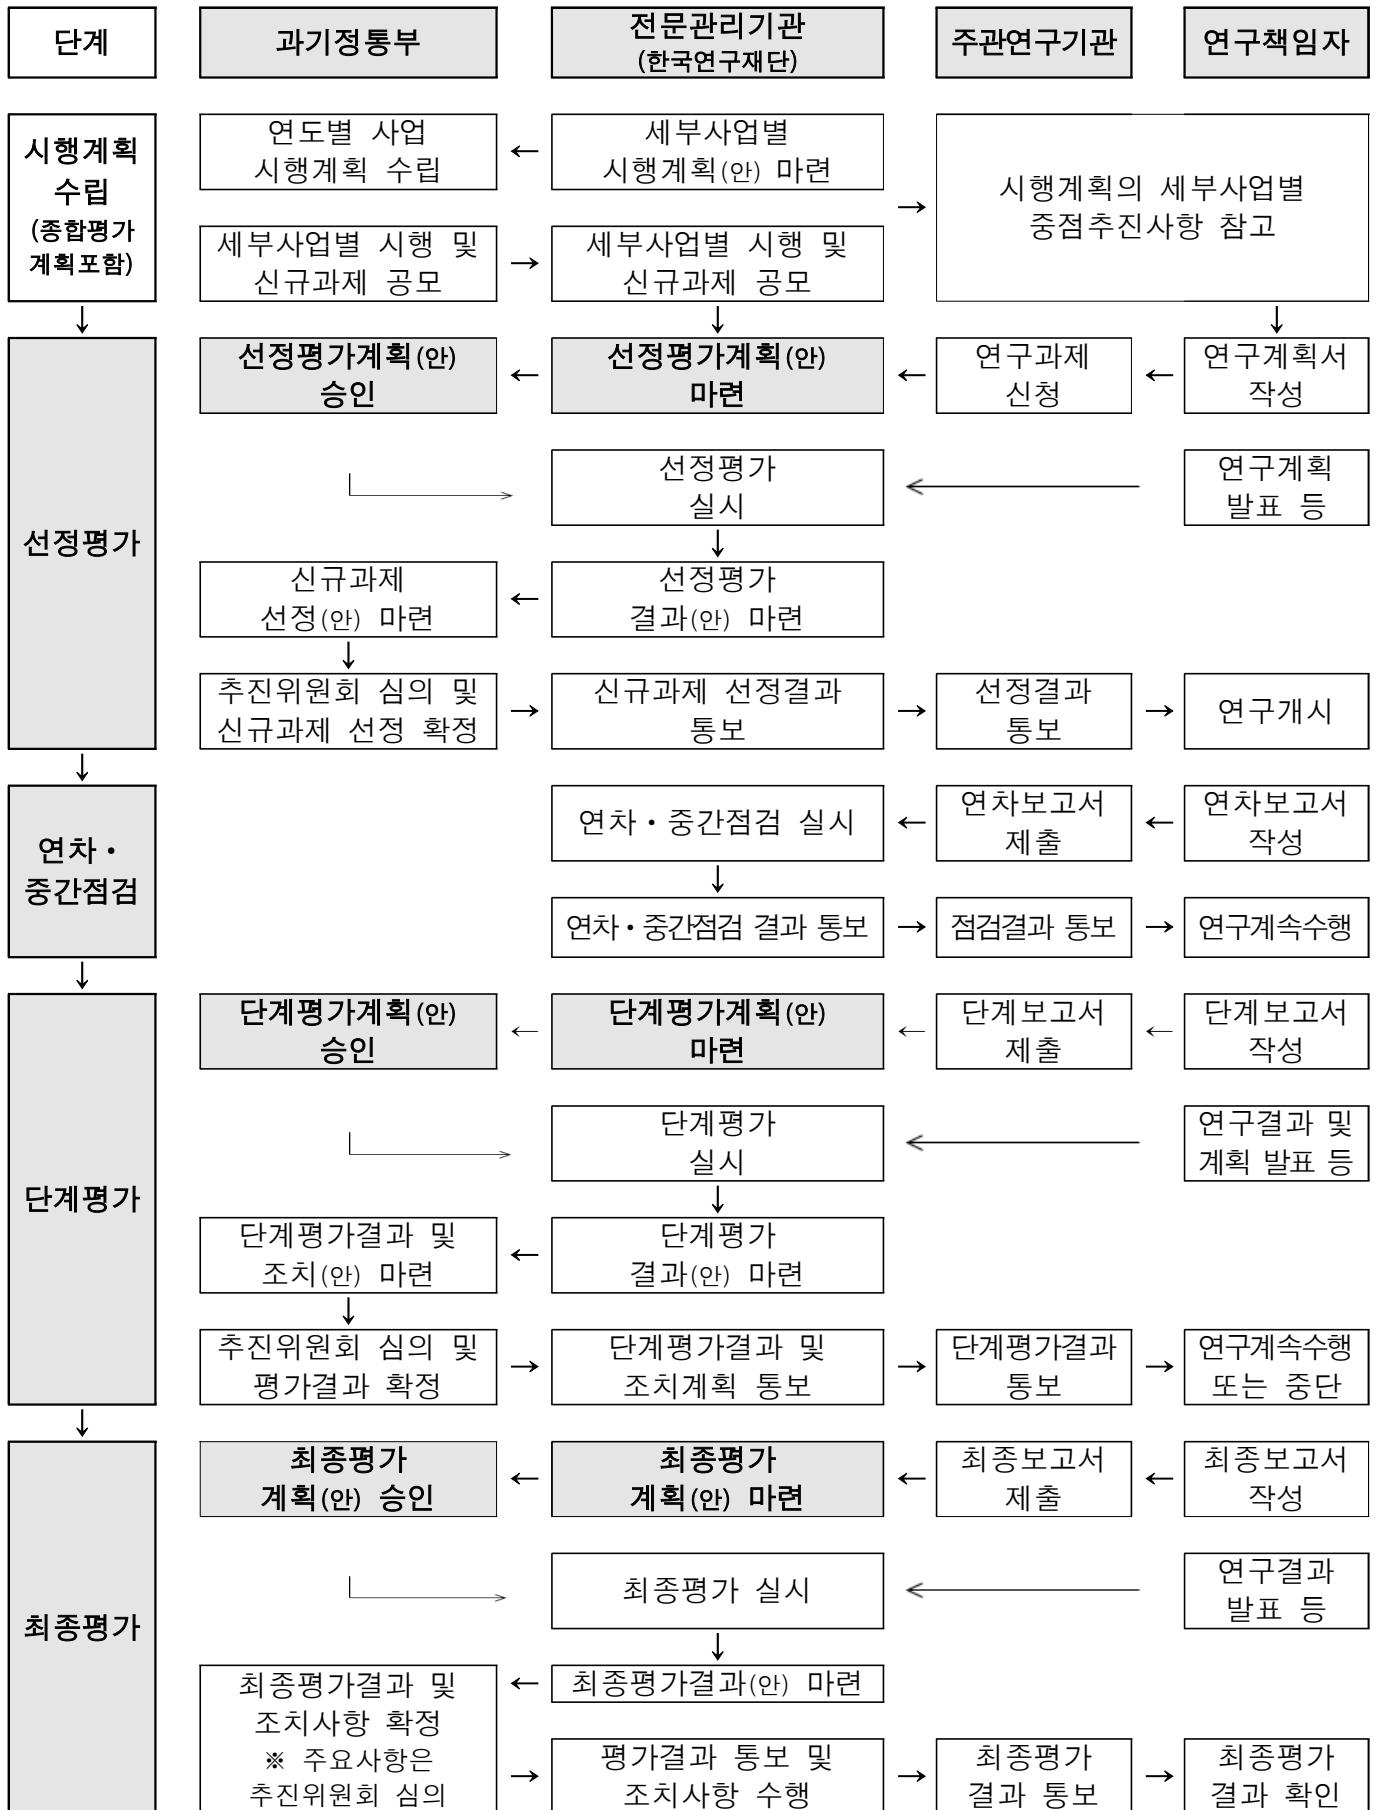 단계
과기정통부
전문관리기관
(한국연구재단)
주관연구기관
연구책임자
시행계획
수립
(종합평가
계획포함)
연도별 사업
시행계획 수립
←
세부사업별
시행계획(안) 마련
→
시행계획의 세부사업별
중점추진사항 참고
세부사업별 시행 및
신규과제 공모
→
세부사업별 시행 및
신규과제 공모
↓
↓
↓
선정평가
선정평가계획(안)
승인
←
선정평가계획(안)
마련
←
연구과제
신청
←
연구계획서
작성
선정평가
실시
연구계획
발표 등
↓
신규과제
선정(안) 마련
←
선정평가
결과(안) 마련
↓
추진위원회 심의 및
신규과제 선정 확정
→
신규과제 선정결과
통보
→
선정결과
통보
→
연구개시
↓
연차·
중간점검
연차·중간점검 실시
←
연차보고서
제출
←
연차보고서
작성
↓
연차·중간점검 결과 통보
→
점검결과 통보
→
연구계속수행
↓
단계평가
단계평가계획(안)
승인
←
단계평가계획(안)
마련
←
단계보고서
제출
←
단계보고서
작성
단계평가
실시
연구결과 및
계획 발표 등
↓
단계평가결과 및
조치(안) 마련
←
단계평가
결과(안) 마련
↓
추진위원회 심의 및
평가결과 확정
→
단계평가결과 및
조치계획 통보
→
단계평가결과
통보
→
연구계속수행
또는 중단
↓
최종평가
최종평가
계획(안) 승인
←
최종평가
계획(안) 마련
←
최종보고서
제출
←
최종보고서
작성
최종평가 실시
연구결과
발표 등
↓
최종평가결과 및
조치사항 확정
※ 주요사항은
추진위원회 심의
←
최종평가결과(안) 마련
→
평가결과 통보 및
조치사항 수행
→
최종평가
결과 통보
→
최종평가
결과 확인